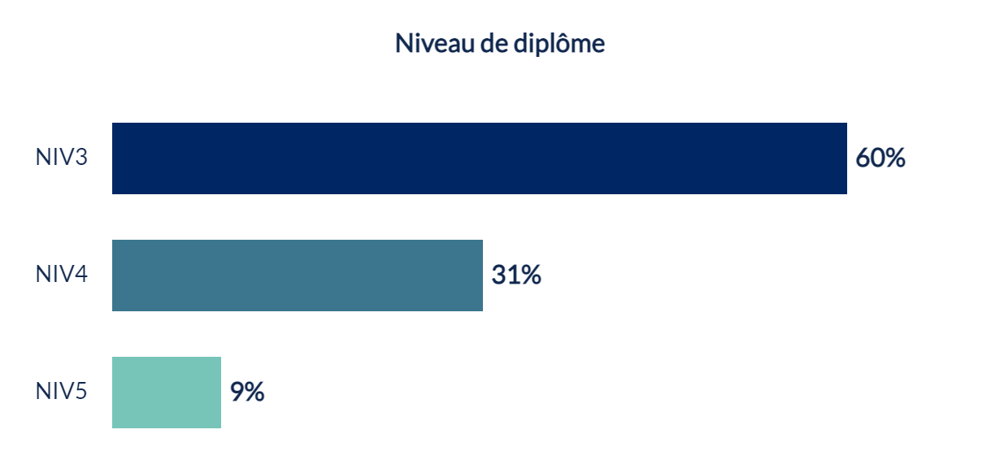 Niveau de diplôme
NIV3 60%
NIV4 31%
NIV5 9%